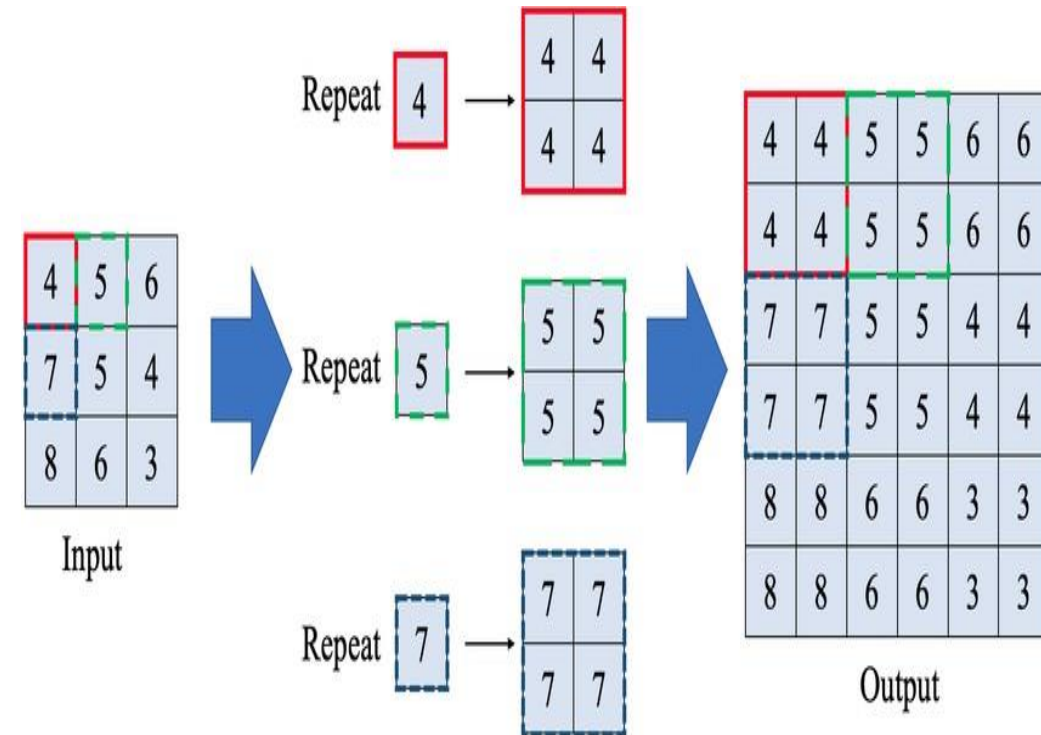 4 5 6
7 5 4
8 6 3
Input
Repeat 4
4 4
4 4
Repeat 5
5 5
5 5
Repeat 7
7 7
7 7
4 4 5 5 6 6
4 4 5 5 6 6
7 7 5 5 4 4
7 7 5 5 4 4
8 8 6 6 3 3
8 8 6 6 3 3
Output